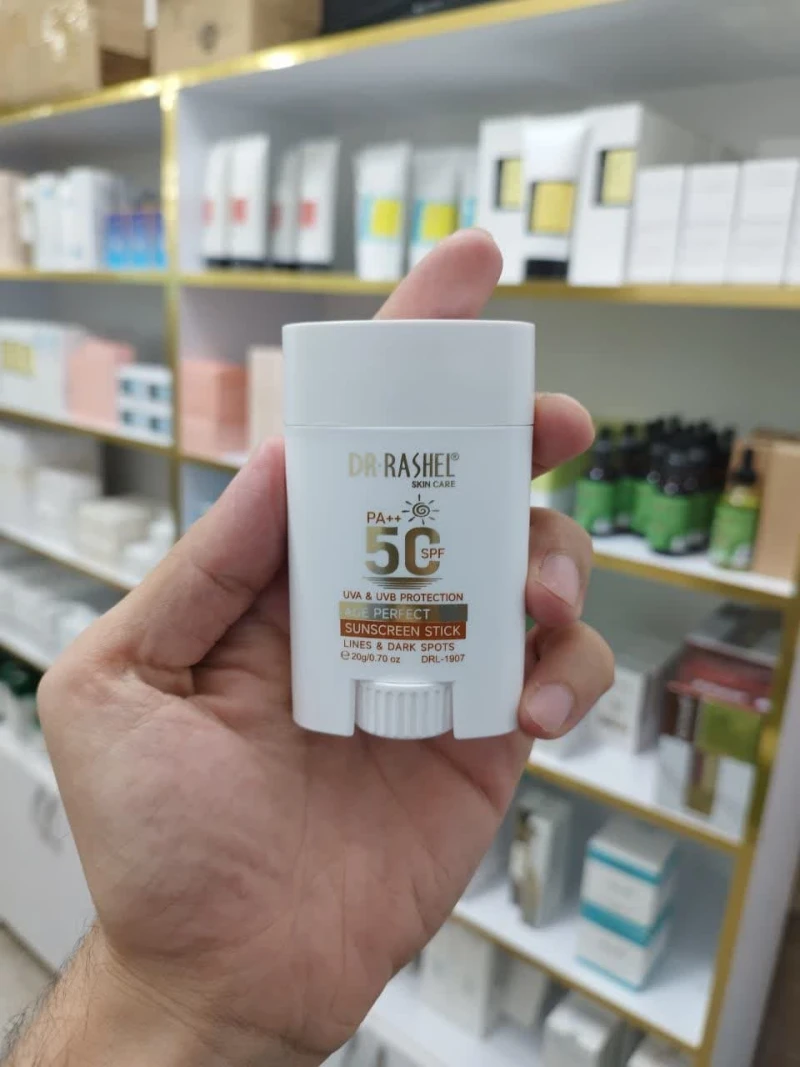 DR·RASHEL®
SKIN CARE
PA++
50 SPF
UVA & UVB PROTECTION
AGE PERFECT
SUNSCREEN STICK
LINES & DARK SPOTS
℮ 20g/0.70 oz DRL-1907